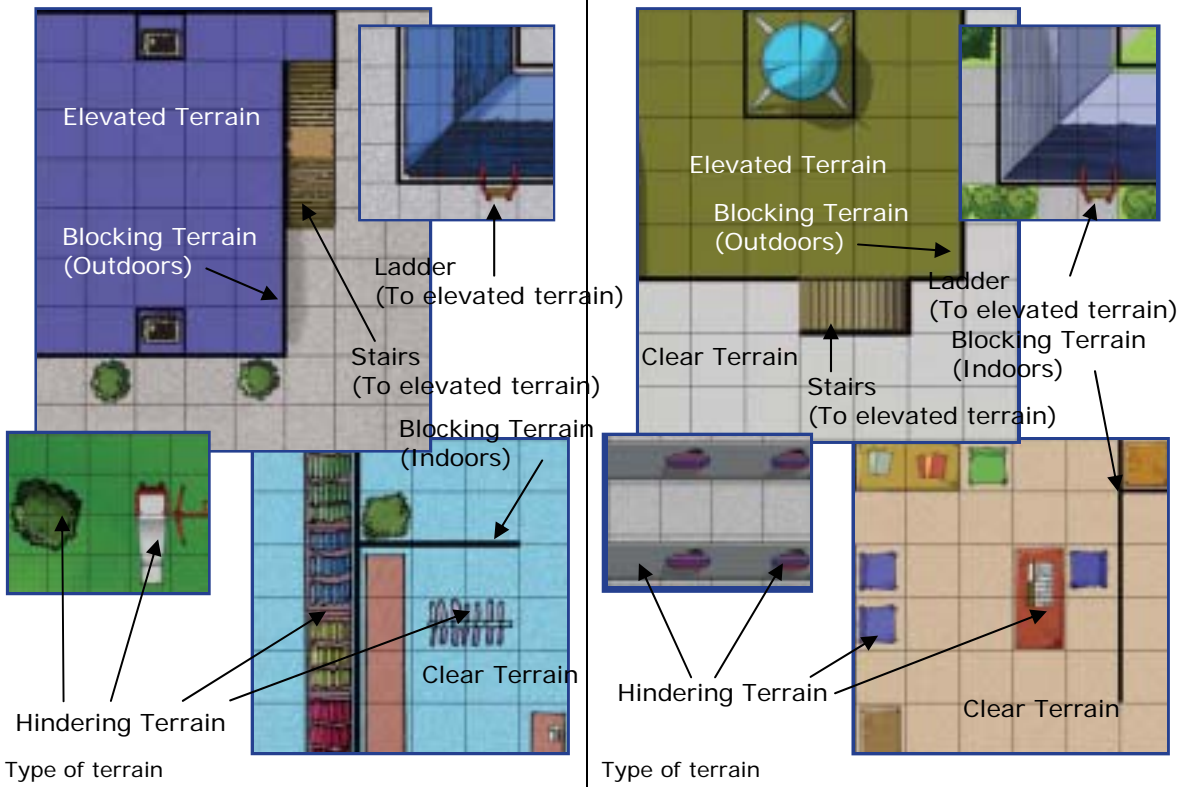 Elevated Terrain
Blocking Terrain
(Outdoors)
Ladder
(To elevated terrain)
Stairs
(To elevated terrain)
Blocking Terrain
(Indoors)
Clear Terrain
Hindering Terrain
Type of terrain
Elevated Terrain
Blocking Terrain
(Outdoors)
Ladder
(To elevated terrain)
Blocking Terrain
(Indoors)
Clear Terrain
Stairs
(To elevated terrain)
Hindering Terrain
Clear Terrain
Type of terrain